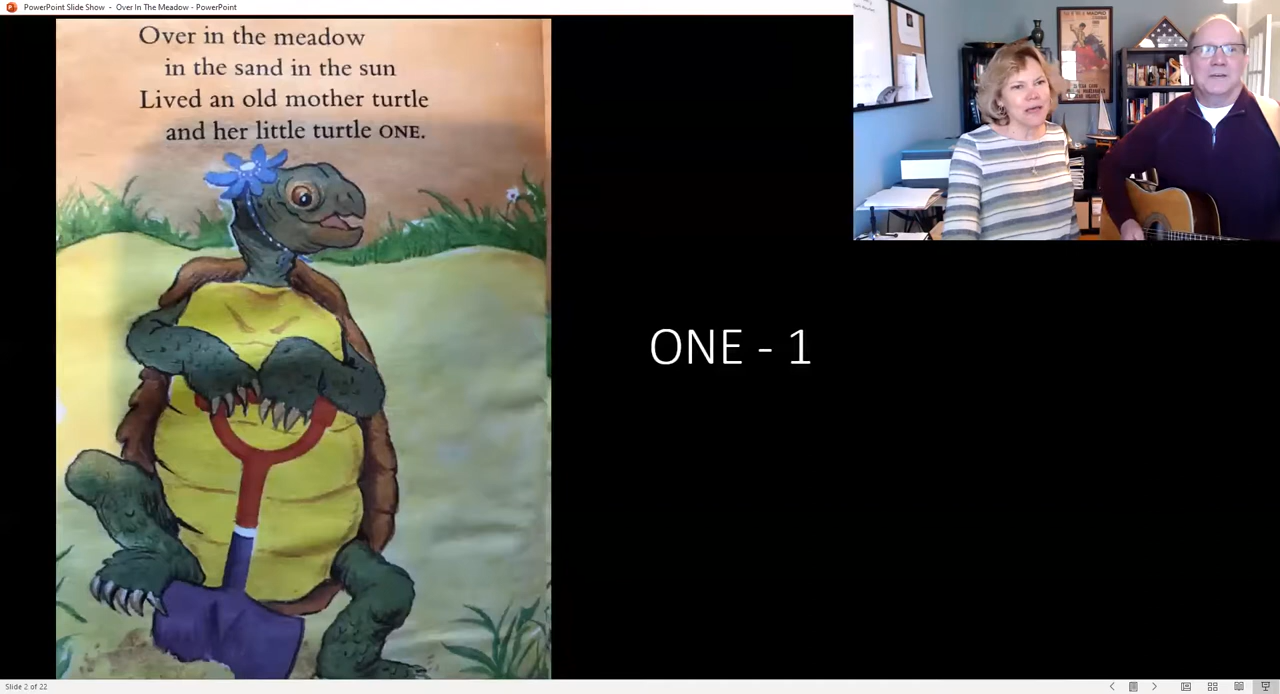 PowerPoint Slide Show - Over In The Meadow - PowerPoint
Over in the meadow
in the sand in the sun
Lived an old mother turtle
and her little turtle ONE.
ONE - 1
Slide 2 of 22